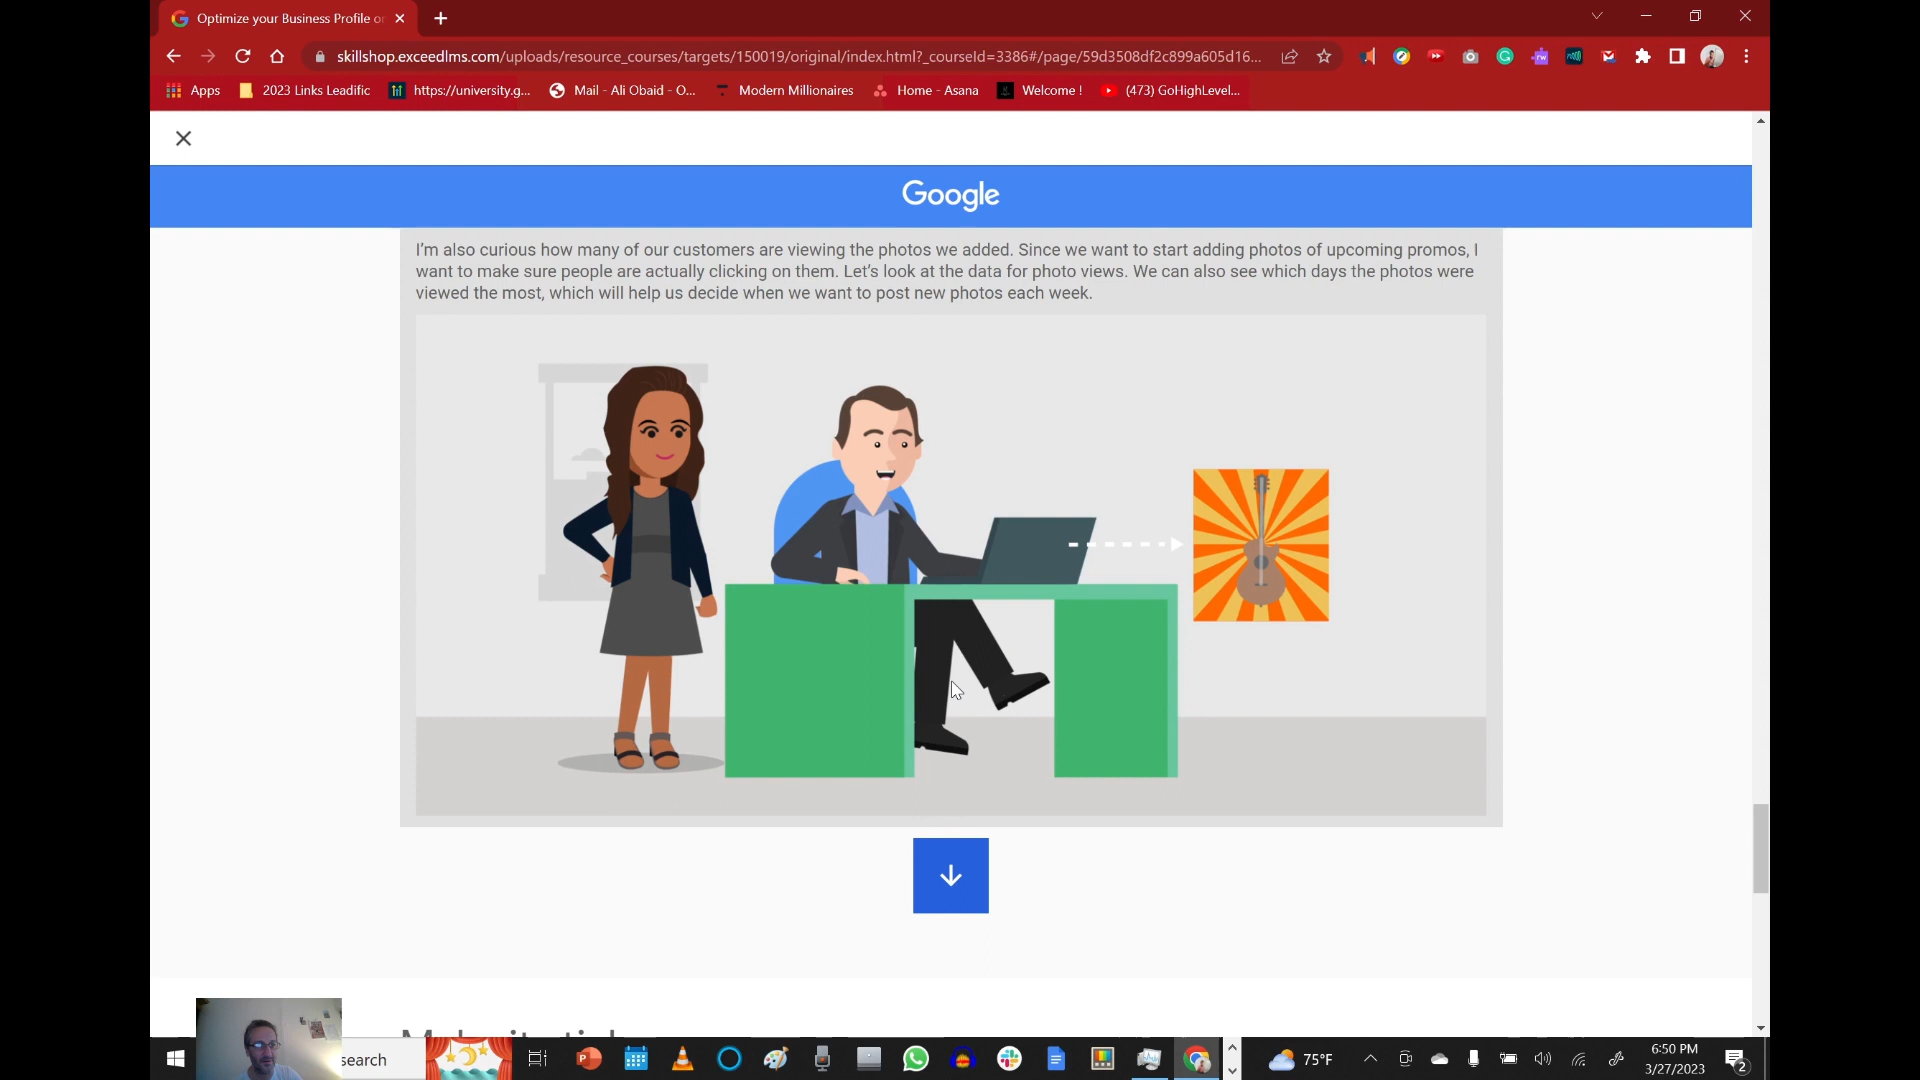 Optimize your Business Profile o
skillshop.exceedlms.com/uploads/resource_courses/targets/150019/original/index.html?_courseId=3386#/page/59d3508df2c899a605d16...
Apps
2023 Links Leadific
https://university.g...
Mail - Ali Obaid - O...
Modern Millionaires
Home - Asana
Welcome !
(473) GoHighLevel...
Google
I'm also curious how many of our customers are viewing the photos we added. Since we want to start adding photos of upcoming promos, I
want to make sure people are actually clicking on them. Let's look at the data for photo views. We can also see which days the photos were
viewed the most, which will help us decide when we want to post new photos each week.
search
75°F
6:50 PM
3/27/2023
2